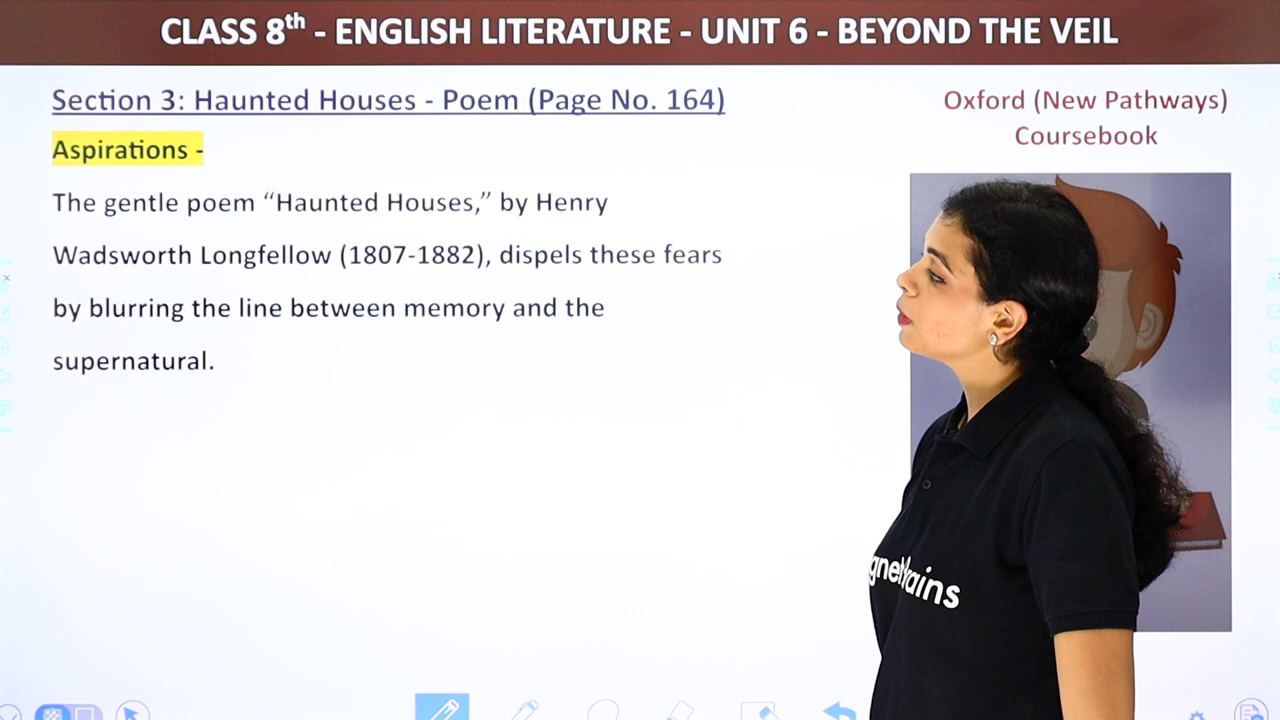 CLASS 8th - ENGLISH LITERATURE - UNIT 6 - BEYOND THE VEIL
Section 3: Haunted Houses - Poem (Page No. 164)
Oxford (New Pathways)
Coursebook
Aspirations -
The gentle poem “Haunted Houses,” by Henry
Wadsworth Longfellow (1807-1882), dispels these fears
by blurring the line between memory and the
supernatural.